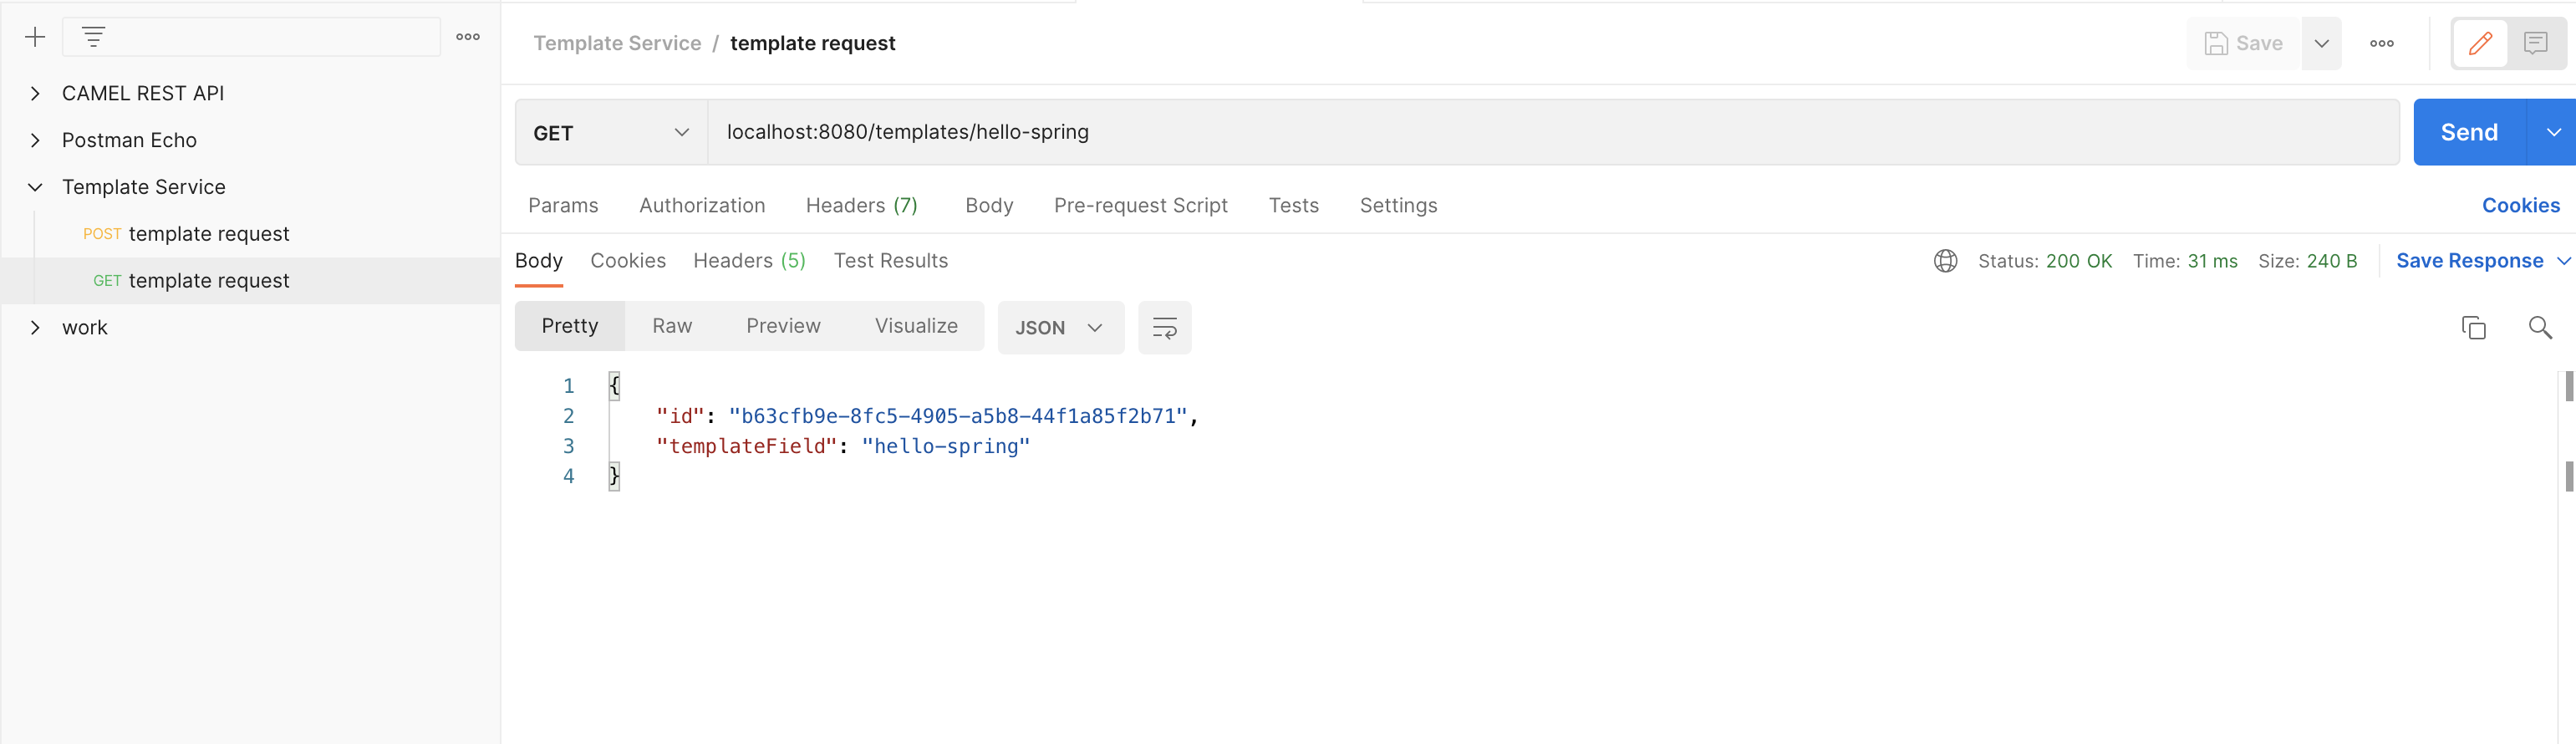 CAMEL REST API
Postman Echo
Template Service
POST template request
GET template request
work
Template Service / template request
Save
GET localhost:8080/templates/hello-spring
Send
Params Authorization Headers (7) Body Pre-request Script Tests Settings Cookies
Body Cookies Headers (5) Test Results Status: 200 OK Time: 31 ms Size: 240 B Save Response
Pretty Raw Preview Visualize JSON
1 {
2 "id": "b63cfb9e-8fc5-4905-a5b8-44f1a85f2b71",
3 "templateField": "hello-spring"
4 }